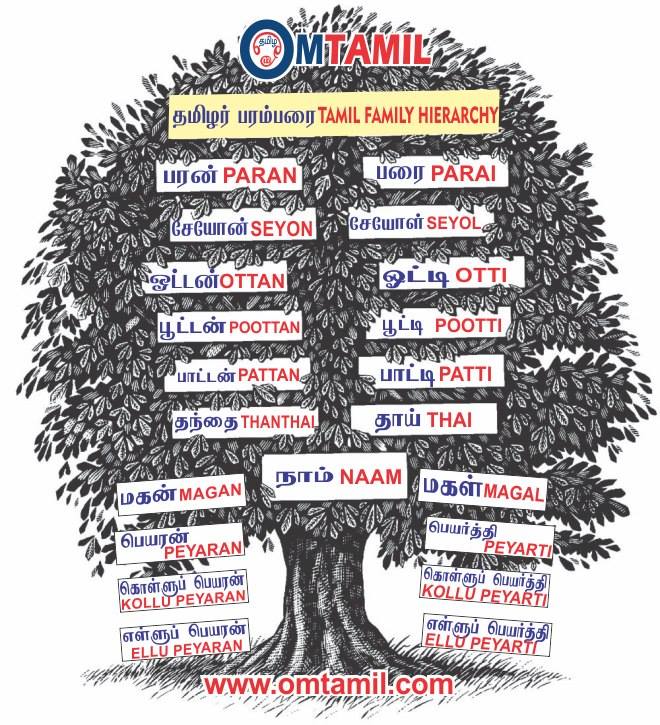 தமிழ் OMTAMIL
தமிழர் பரம்பரை TAMIL FAMILY HIERARCHY
பரன் PARAN
பரை PARAI
சேயோன் SEYON
சேயோள் SEYOL
ஓட்டன் OTTAN
ஓட்டி OTTI
பூட்டன் POOTTAN
பூட்டி POOTTI
பாட்டன் PATTAN
பாட்டி PATTI
தந்தை THANTHAI
தாய் THAI
நாம் NAAM
மகன் MAGAN
மகள் MAGAL
பெயரன்
PEYARAN
பெயர்த்தி
PEYARTI
கொள்ளுப் பெயரன்
KOLLU PEYARAN
கொள்ளுப் பெயர்த்தி
KOLLU PEYARTI
எள்ளுப் பெயரன்
ELLU PEYARAN
எள்ளுப் பெயர்த்தி
ELLU PEYARTI
www.omtamil.com